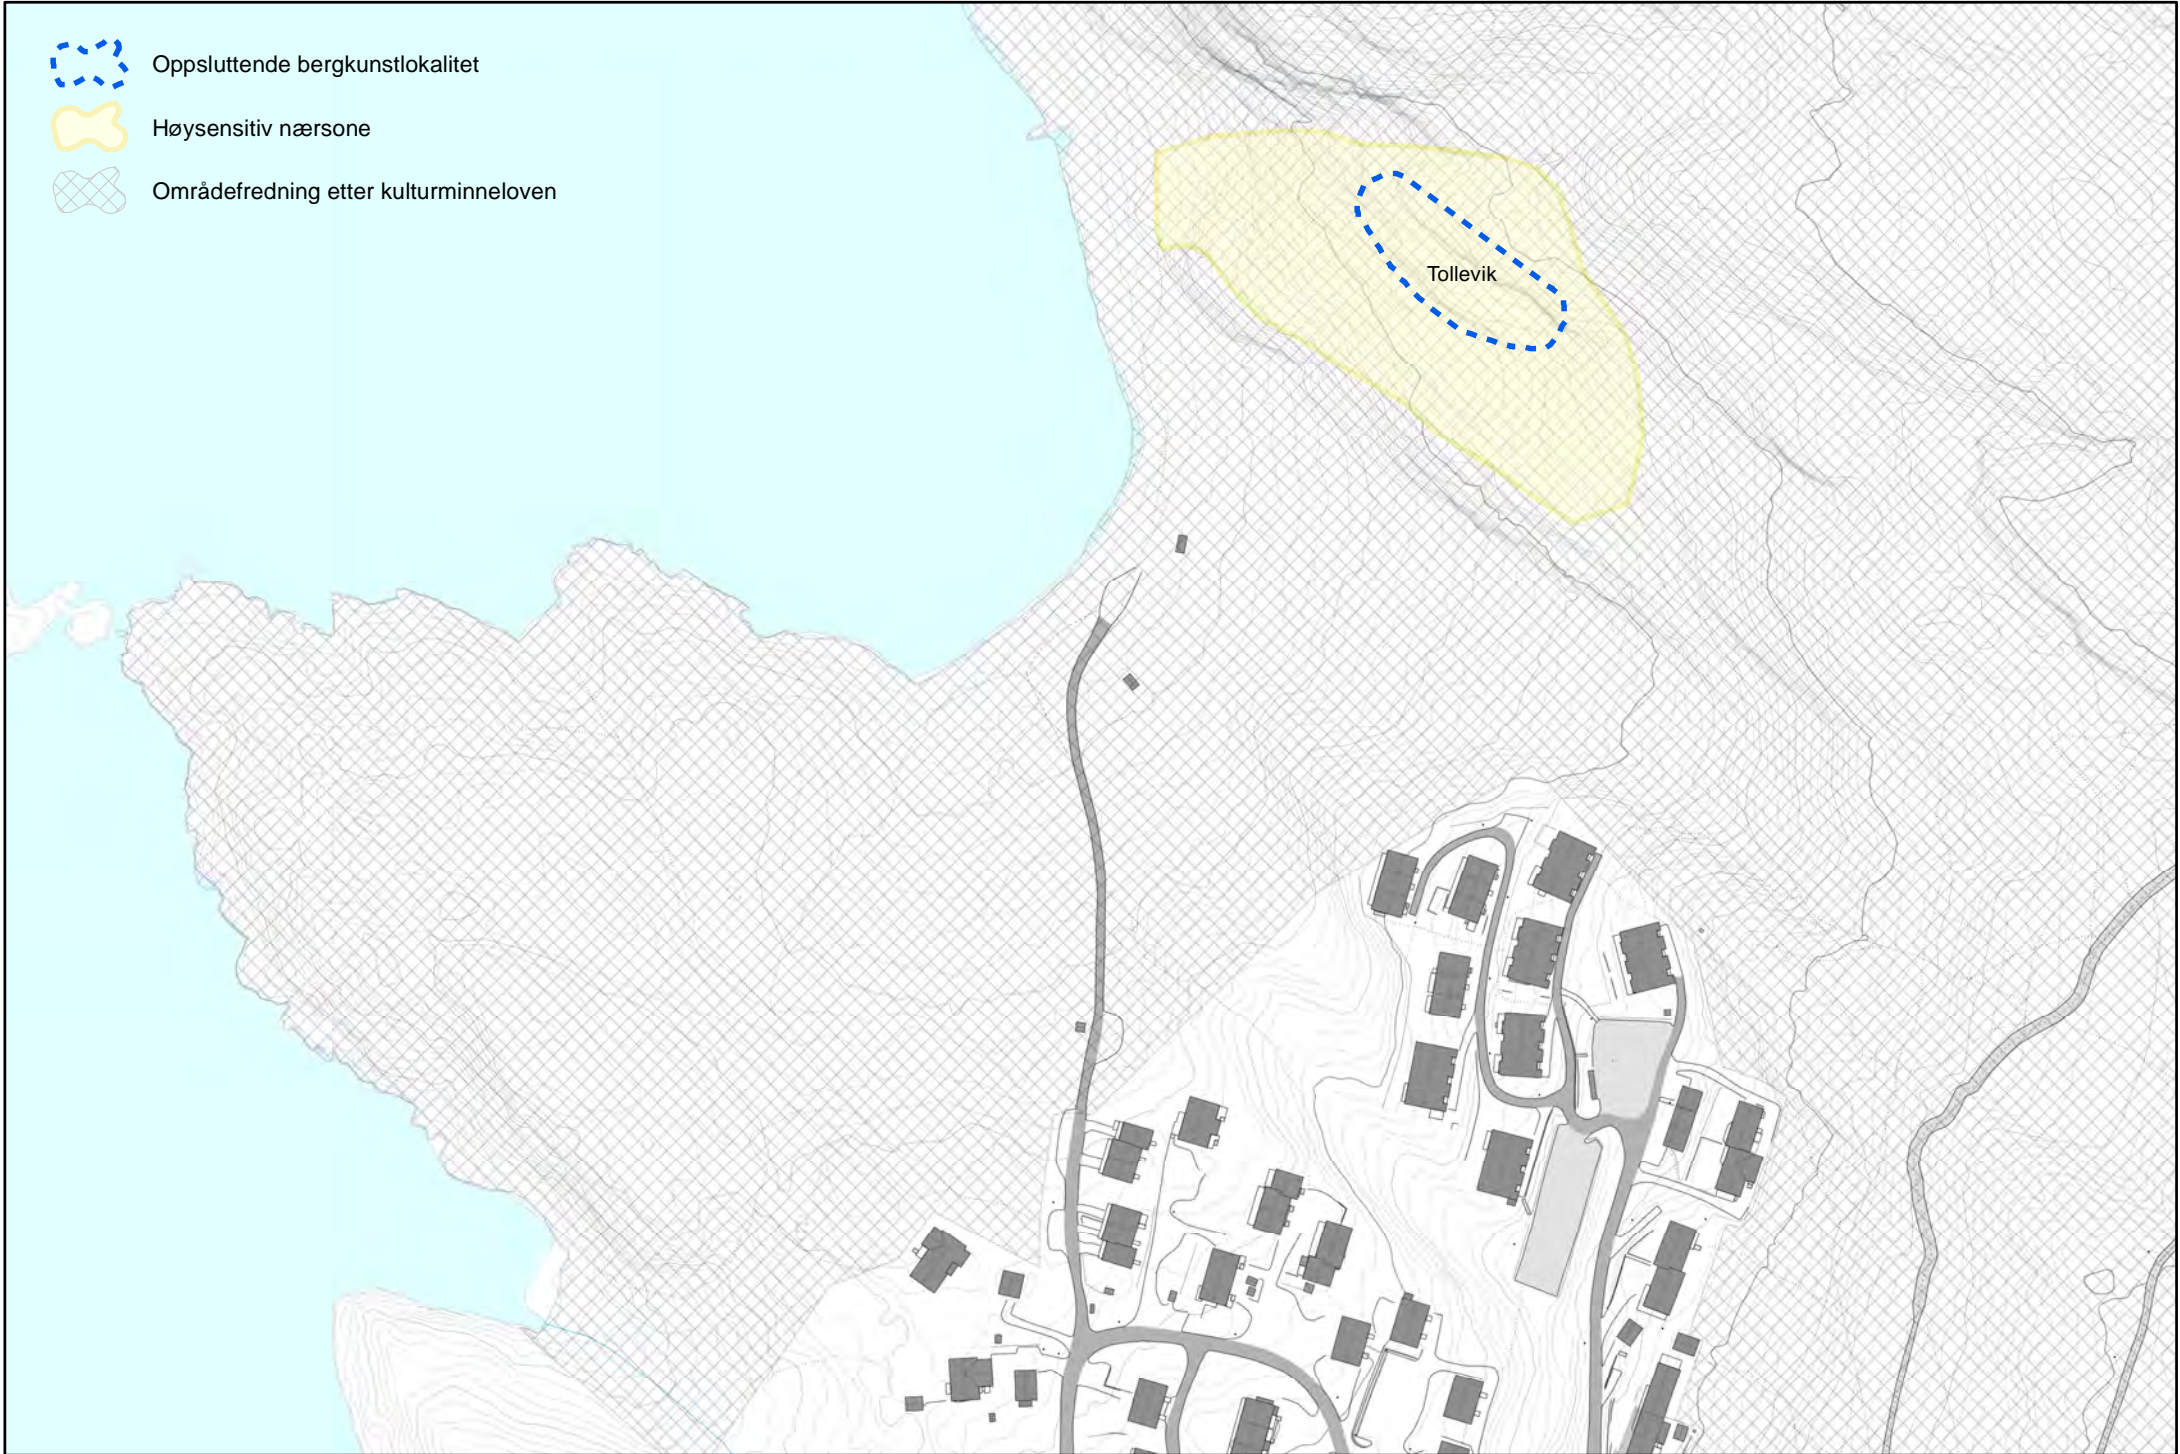 Oppsluttende bergkunstlokalitet
Høysensitiv nærsone
Områdefredning etter kulturminneloven
Tollevik